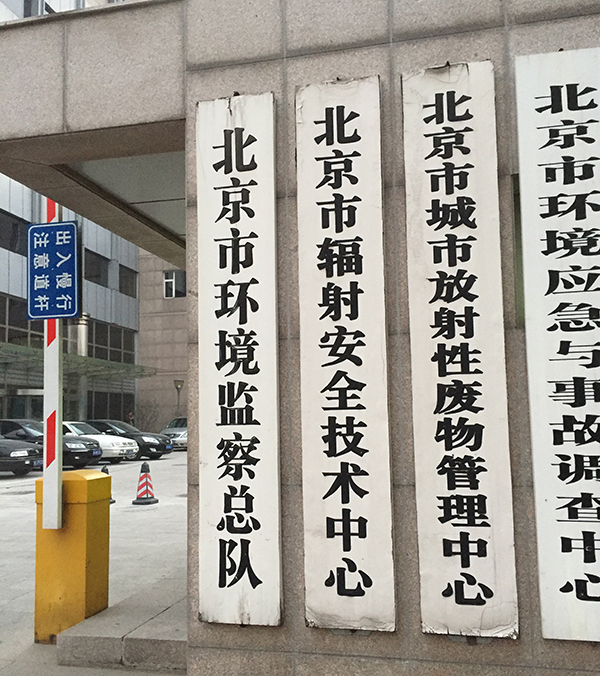 出入慢行
注意道杆
北京市环境监察总队
北京市辐射安全技术中心
北京市城市放射性废物管理中心
北京市环境应急与事故调查中心